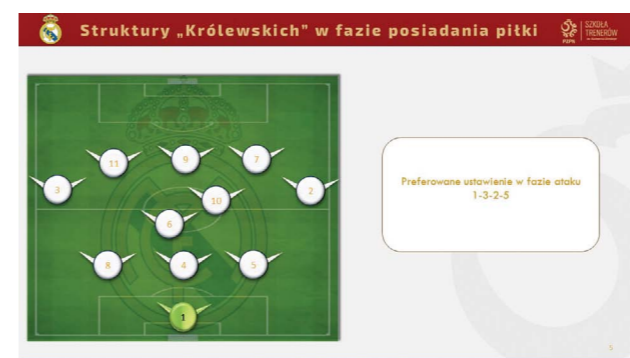 Struktury „Królewskich” w fazie posiadania piłki
PZPN
SZKOŁA
TRENERÓW
11
9
7
3
2
10
6
8
4
5
1
Preferowane ustawienie w fazie ataku
1-3-2-5
5